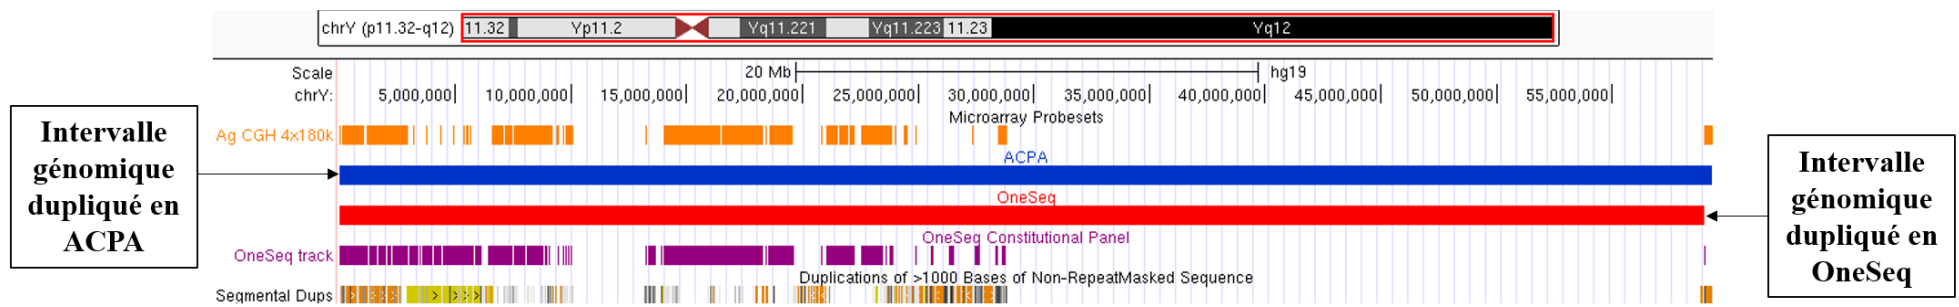 chrY (p11.32-q12) 11.32 Yp11.2 Yq11.221 Yq11.223 11.23 Yq12
Scale 20 Mb hg19
chrY: 5,000,000 10,000,000 15,000,000 20,000,000 25,000,000 30,000,000 35,000,000 40,000,000 45,000,000 50,000,000 55,000,000
Microarray Probesets
Ag CGH 4x180k
ACPA
OneSeq
OneSeq Constitutional Panel
OneSeq track
Duplications of >1000 Bases of Non-RepeatMasked Sequence
Segmental Dups
Intervalle
génomique
dupliqué en
ACPA
Intervalle
génomique
dupliqué en
OneSeq